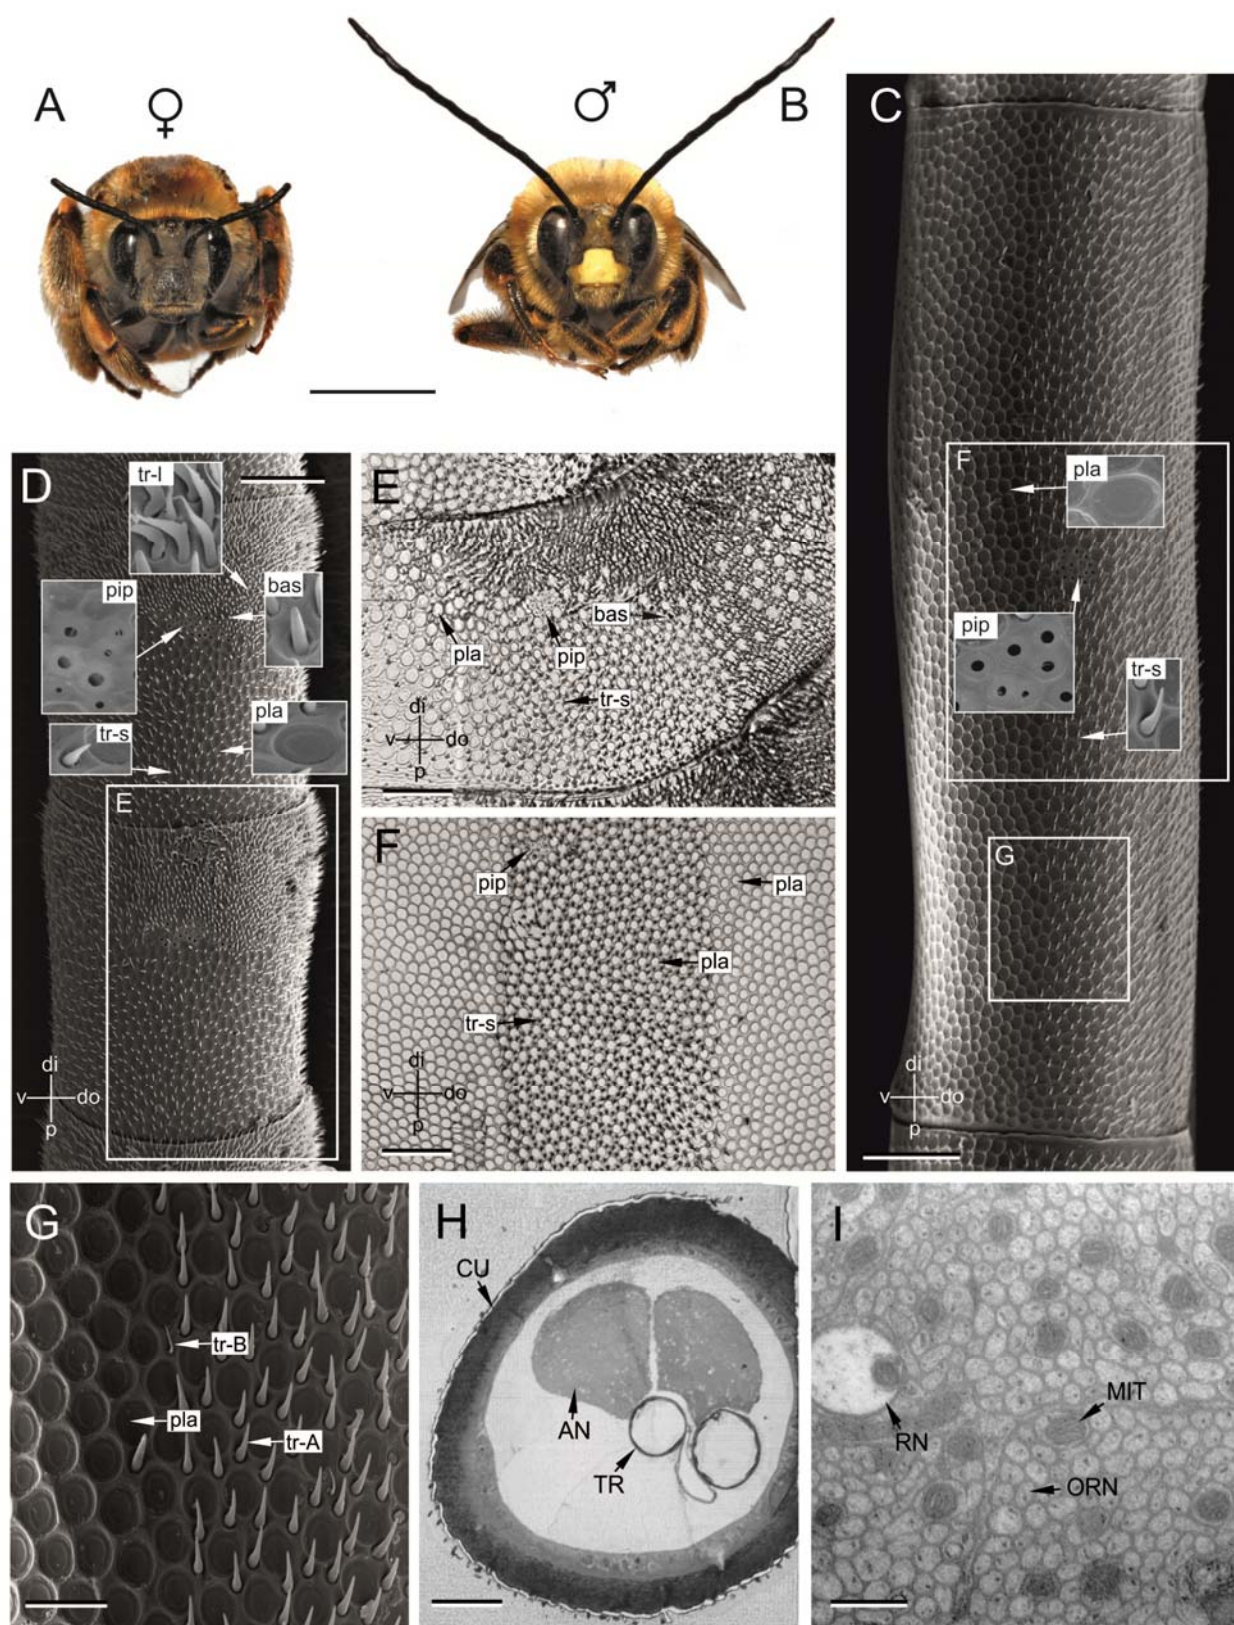 A
♀
♂
B
C
D
tr-l
pip
bas
tr-s
pla
E
di
v do
p
E
pla
pip
bas
tr-s
di
v do
p
F
pip
pla
pla
tr-s
di
v do
p
F
pla
pip
tr-s
G
di
v do
p
G
tr-B
pla
tr-A
H
CU
AN
TR
I
MIT
RN
ORN